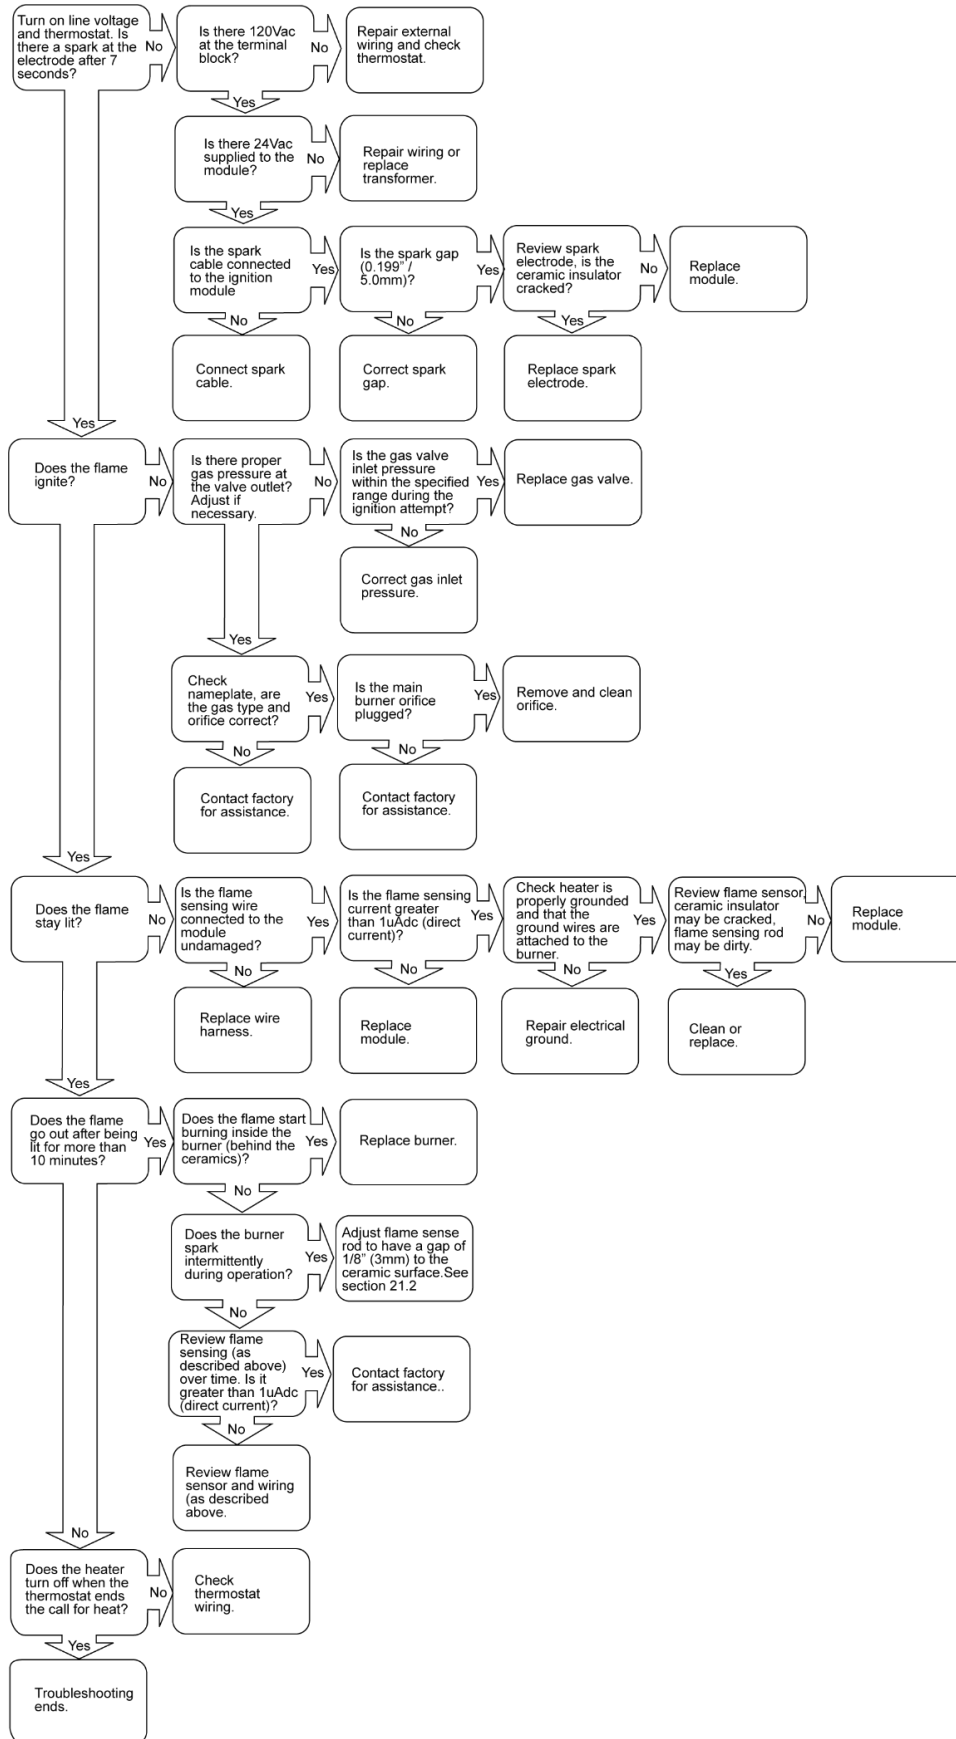 Turn on line voltage
and thermostat. Is
there a spark at the
electrode after 7
seconds?
No
Is there 120Vac
at the terminal
block?
No
Repair external
wiring and check
thermostat.
Yes
Is there 24Vac
supplied to the
module?
No
Repair wiring or
replace
transformer.
Yes
Is the spark
cable connected
to the ignition
module
Yes
Is the spark gap
(0.199" /
5.0mm)?
Yes
Review spark
electrode, is the
ceramic insulator
cracked?
No
Replace
module.
No
No
Yes
Connect spark
cable.
Correct spark
gap.
Replace spark
electrode.
Yes
Does the flame
ignite?
No
Is there proper
gas pressure at
the valve outlet?
Adjust if
necessary.
No
Is the gas valve
inlet pressure
within the specified
range during the
ignition attempt?
Yes
Replace gas valve.
No
Correct gas inlet
pressure.
Yes
Check
nameplate, are
the gas type and
orifice correct?
Yes
Is the main
burner orifice
plugged?
Yes
Remove and clean
orifice.
No
No
Contact factory
for assistance.
Contact factory
for assistance.
Yes
Does the flame
stay lit?
No
Is the flame
sensing wire
connected to the
module
undamaged?
Yes
Is the flame sensing
current greater
than 1uAdc (direct
current)?
Yes
Check heater is
properly grounded
and that the
ground wires are
attached to the
burner.
Yes
Review flame sensor,
ceramic insulator
may be cracked,
flame sensing rod
may be dirty.
No
Replace
module.
No
No
No
Yes
Replace wire
harness.
Replace
module.
Repair electrical
ground.
Clean or
replace.
Yes
Does the flame
go out after being
lit for more than
10 minutes?
Yes
Does the flame start
burning inside the
burner (behind the
ceramics)?
Yes
Replace burner.
No
Does the burner
spark
intermittently
during operation?
Yes
Adjust flame sense
rod to have a gap of
1/8" (3mm) to the
ceramic surface.See
section 21.2
No
Review flame
sensing (as
described above)
over time. Is it
greater than 1uAdc
(direct current)?
Yes
Contact factory
for assistance..
No
Review flame
sensor and wiring
(as described
above.
No
Does the heater
turn off when the
thermostat ends
the call for heat?
No
Check
thermostat
wiring.
Yes
Troubleshooting
ends.